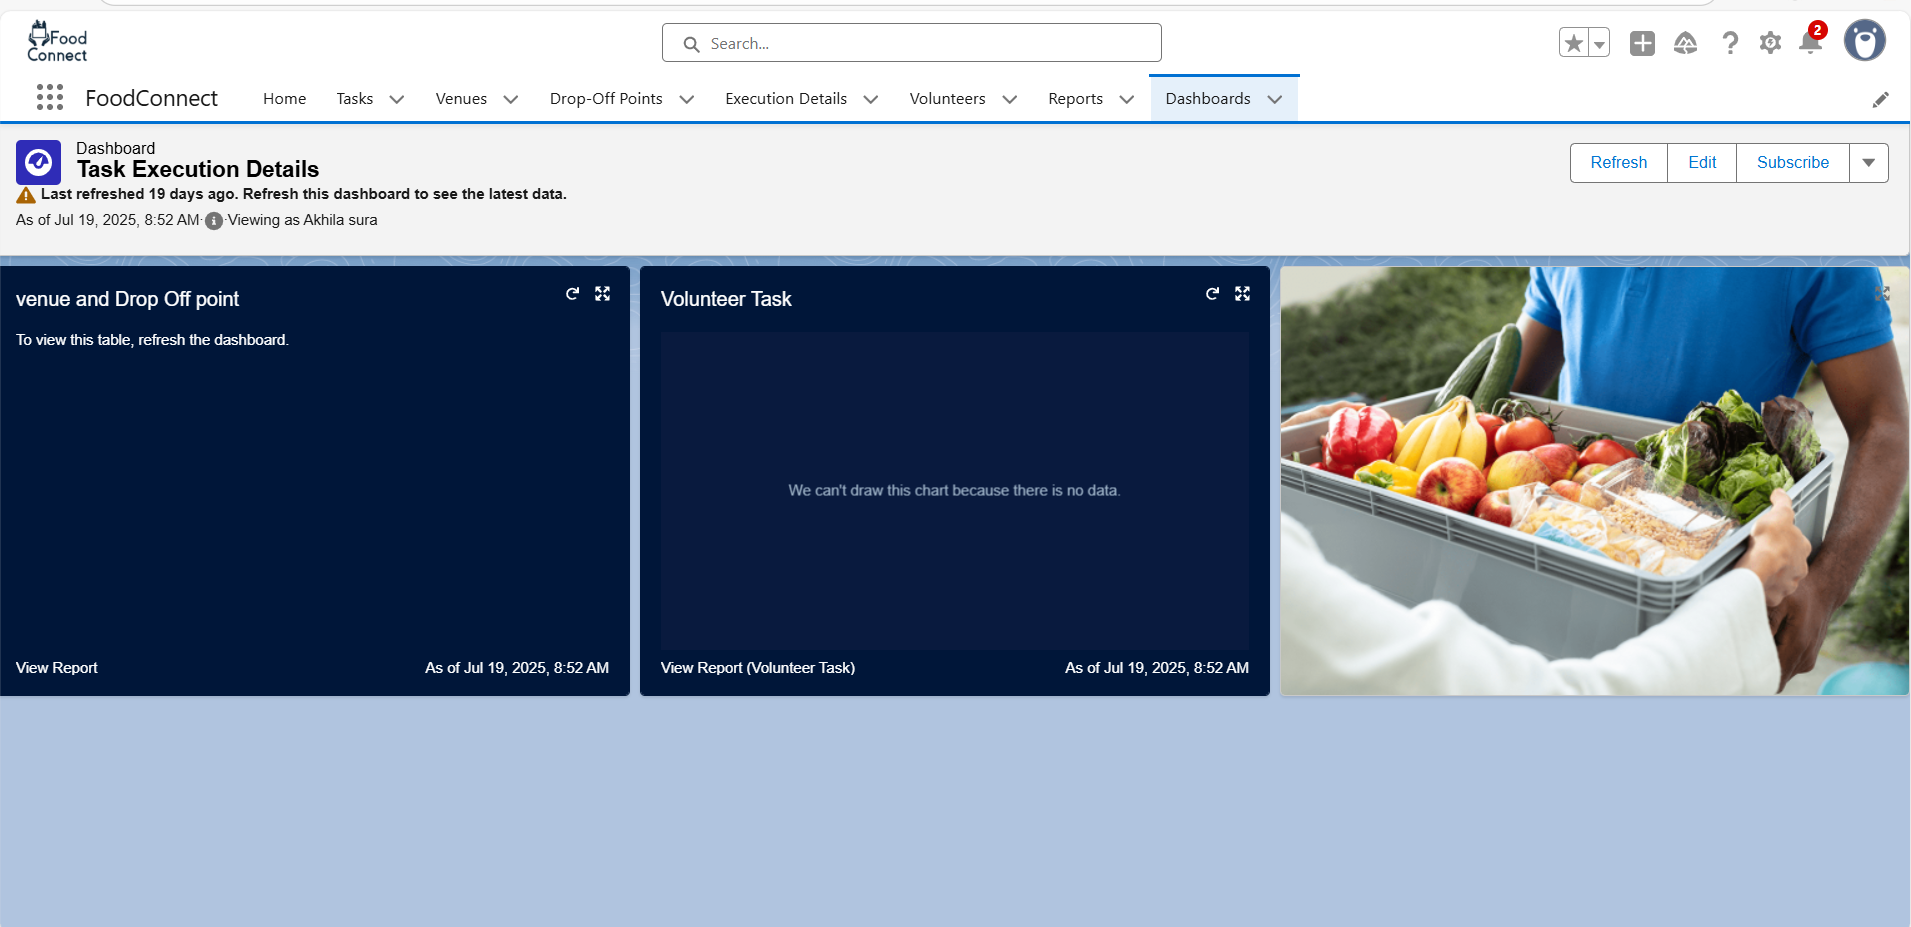 Food
Connect
Search...
2
FoodConnect
Home
Tasks
Venues
Drop-Off Points
Execution Details
Volunteers
Reports
Dashboards
Dashboard
Task Execution Details
Last refreshed 19 days ago. Refresh this dashboard to see the latest data.
As of Jul 19, 2025, 8:52 AM·Viewing as Akhila sura
Refresh
Edit
Subscribe
venue and Drop Off point
To view this table, refresh the dashboard.
View Report
As of Jul 19, 2025, 8:52 AM
Volunteer Task
We can't draw this chart because there is no data.
View Report (Volunteer Task)
As of Jul 19, 2025, 8:52 AM